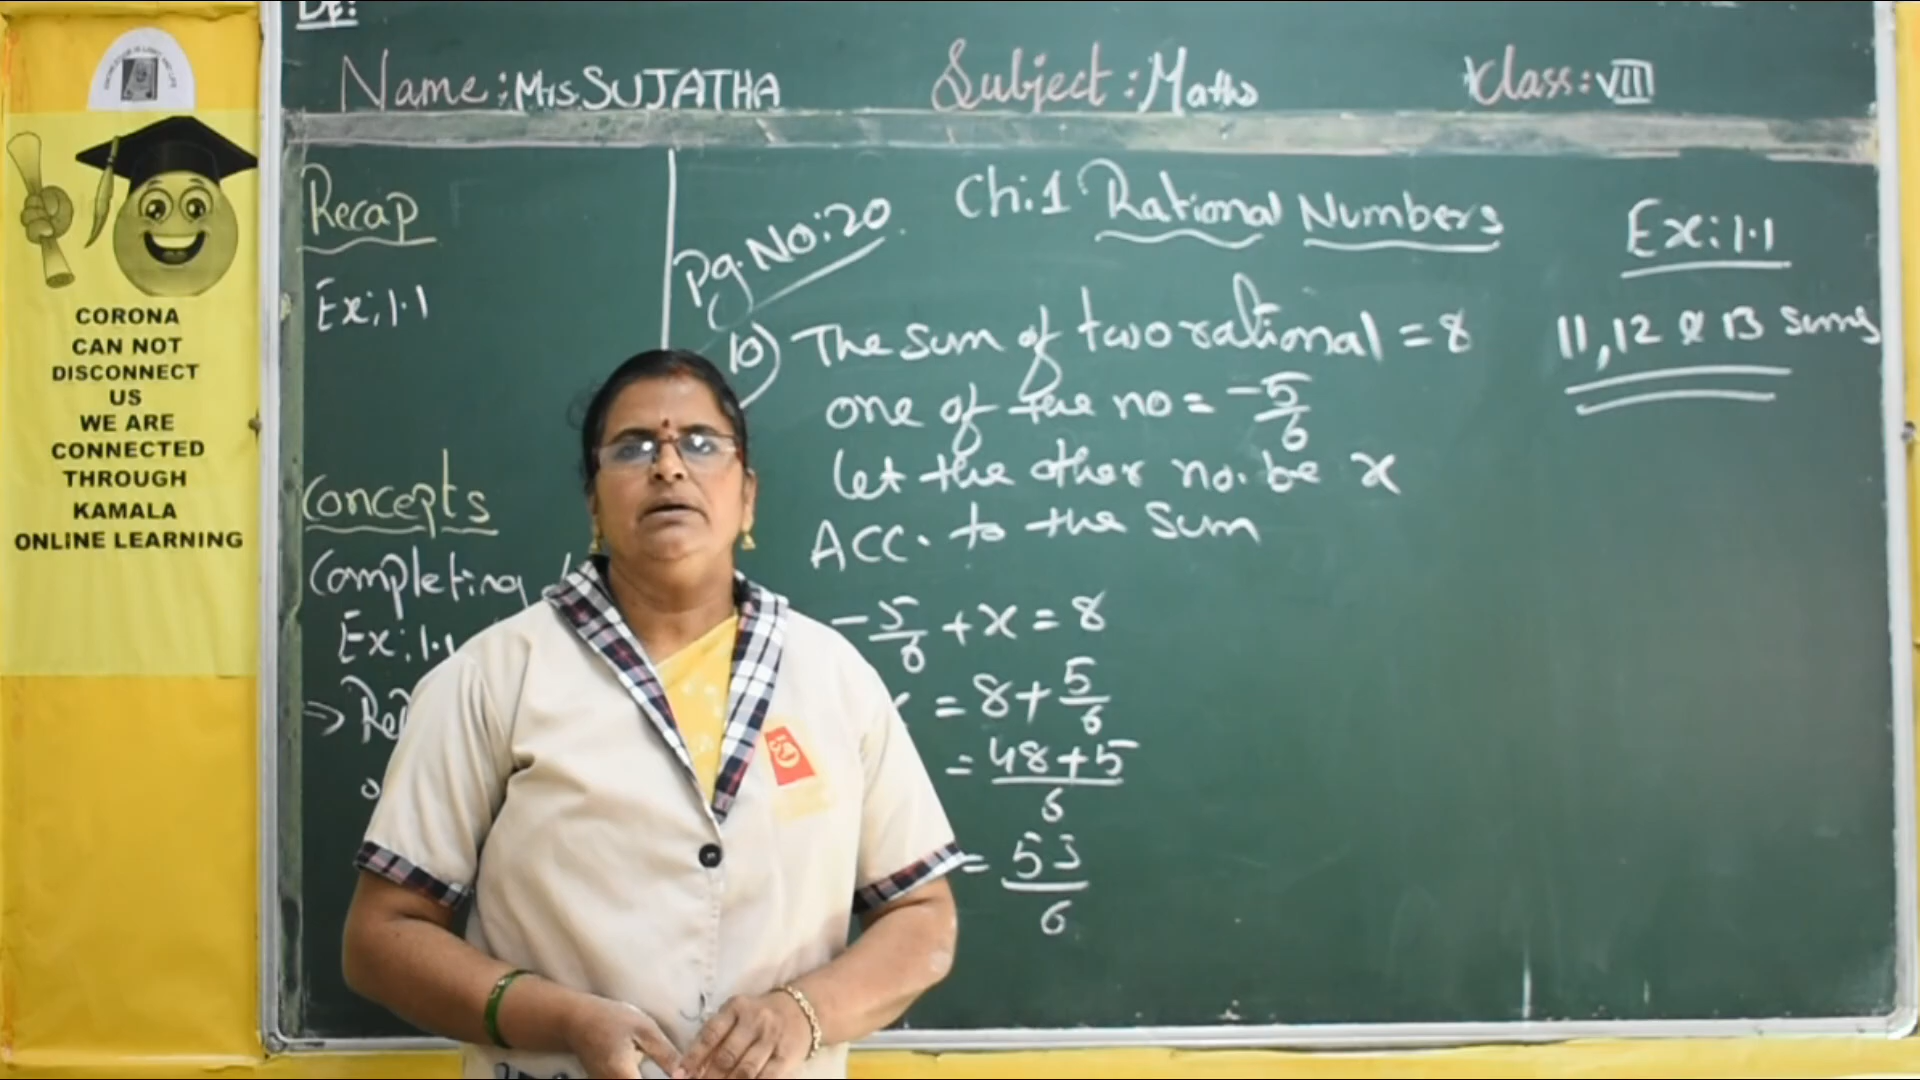 Name: Mrs. SUJATHA
Subject: Maths
Class: VIII
CORONA
CAN NOT
DISCONNECT
US
WE ARE
CONNECTED
THROUGH
KAMALA
ONLINE LEARNING
Recap
Ex: 1.1
Concepts
Completing
Ex: 1.1
Pg. No: 20
Ch: 1 Rational Numbers
10) The sum of two rational = 8
one of the no = -5/6
let the other no. be x
Acc. to the sum
-5/6 + x = 8
= 8 + 5/6
= 48+5/6
= 53/6
Ex: 1.1
11, 12 & 13 sums